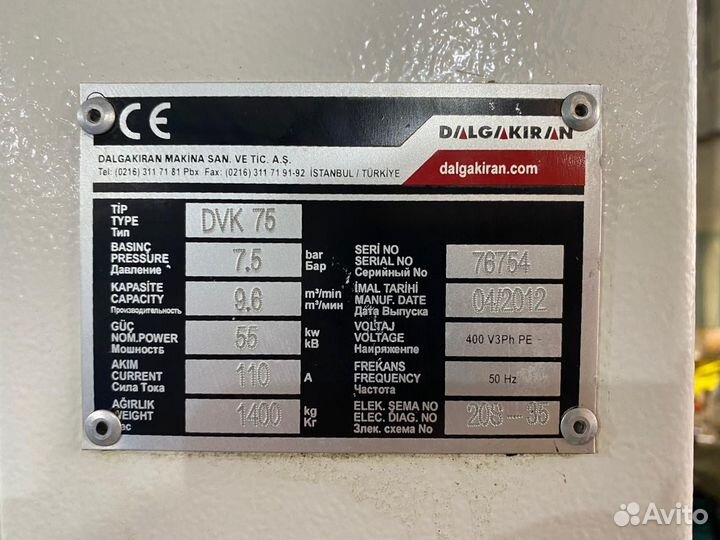 CE
DALGAKIRAN
DALGAKIRAN MAKİNA SAN. VE TİC. A.Ş.
Tel: (0216) 311 71 81 Pbx Fax: (0216) 311 71 91-92 İSTANBUL / TÜRKİYE
dalgakiran.com
TİP
TYPE
Тип
DVK 75
BASINÇ
PRESSURE
Давление
7.5
bar
Бар
KAPASİTE
CAPACITY
Производительность
9.6
m³/min
m³/мин
GÜÇ
NOM.POWER
Мошность
55
kw
kB
AKIM
CURRENT
Сила Тока
110
A
AĞIRLIK
WEIGHT
ес
1400
kg
Kr
SERİ NO
SERIAL NO
Серийный No
76754
İMAL TARİHİ
MANUF. DATE
Дата Выпуска
04/2012
VOLTAJ
VOLTAGE
Наиряженпе
400 V3Ph PE -
FREKANS
FREQUENCY
Частота
50 Hz
ELEK. ŞEMA NO
ELEC. DIAG. NO
Злек. схема No
20S-35
Avito